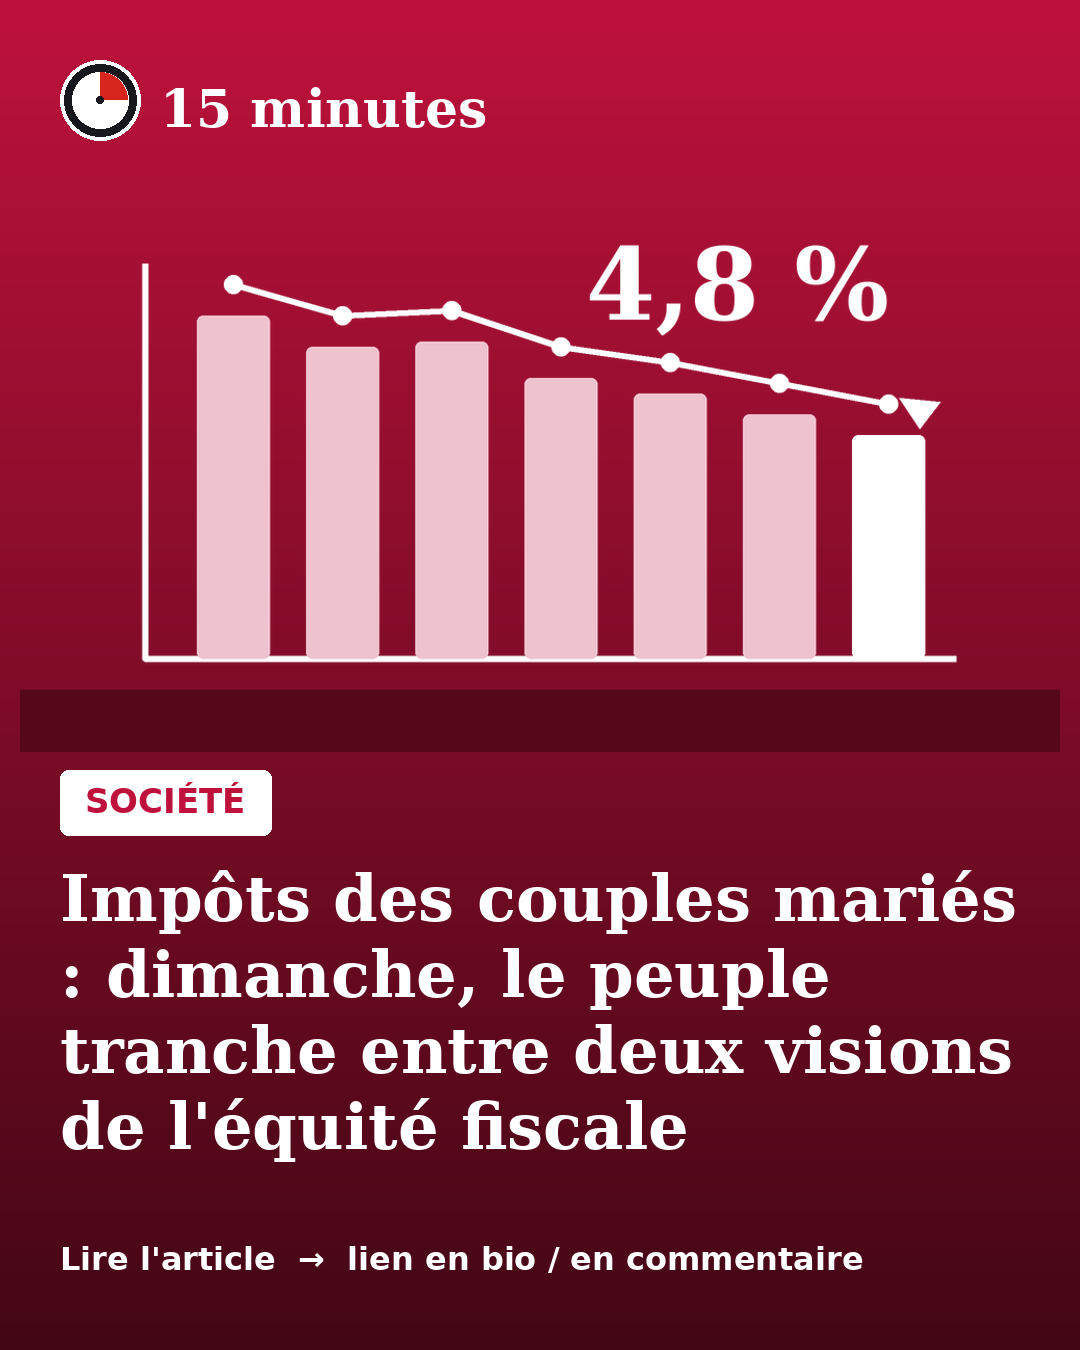 15 minutes
4,8 %
SOCIÉTÉ
Impôts des couples mariés
: dimanche, le peuple
tranche entre deux visions
de l'équité fiscale
Lire l'article → lien en bio / en commentaire